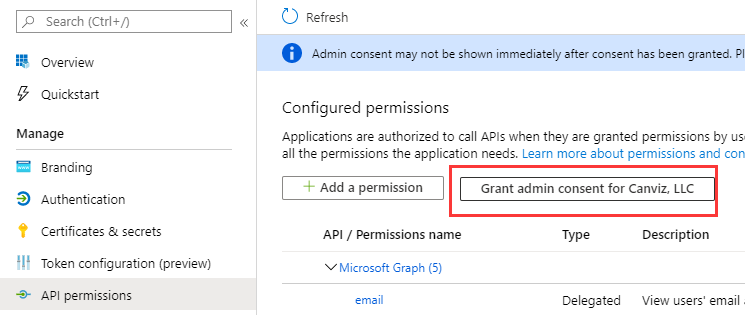 Search (Ctrl+/)
«
Overview
Quickstart
Manage
Branding
Authentication
Certificates & secrets
Token configuration (preview)
API permissions
Refresh
Admin consent may not be shown immediately after consent has been granted. Pl
Configured permissions
Applications are authorized to call APIs when they are granted permissions by use
all the permissions the application needs. Learn more about permissions and con
+ Add a permission
Grant admin consent for Canviz, LLC
API / Permissions name Type Description
Microsoft Graph (5)
email Delegated View users' email a